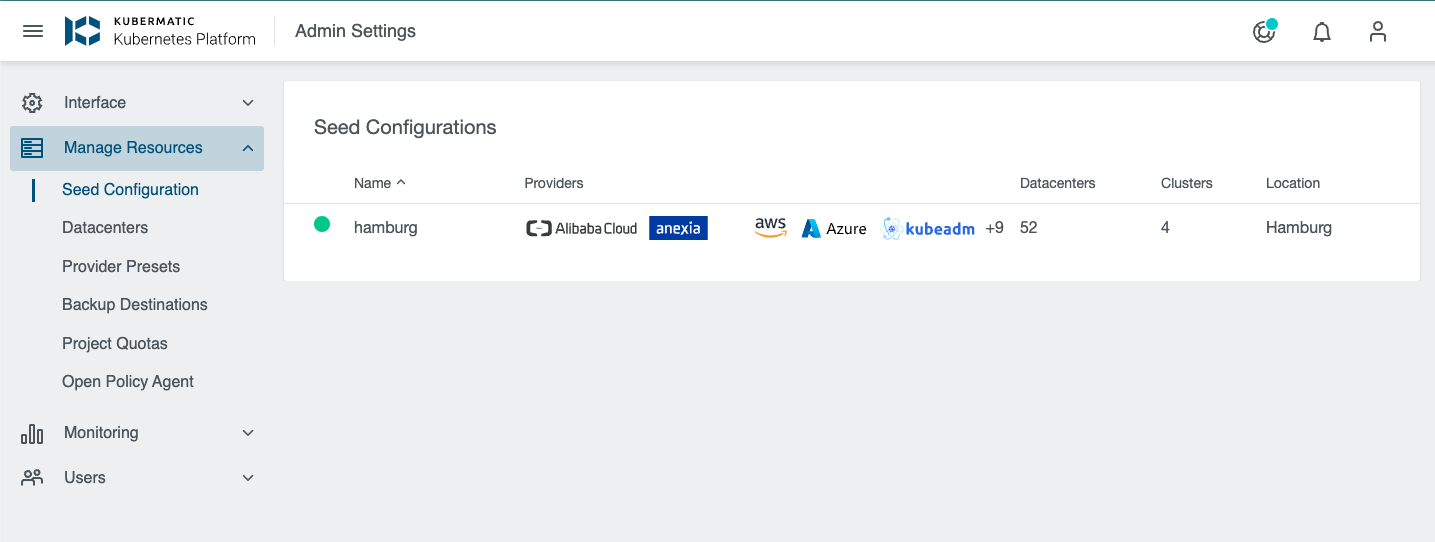 KUBERMATIC
Kubernetes Platform
Admin Settings
Interface
Manage Resources
Seed Configuration
Datacenters
Provider Presets
Backup Destinations
Project Quotas
Open Policy Agent
Monitoring
Users
Seed Configurations
Name Providers Datacenters Clusters Location
hamburg Alibaba Cloud anexia aws Azure kubeadm +9 52 4 Hamburg